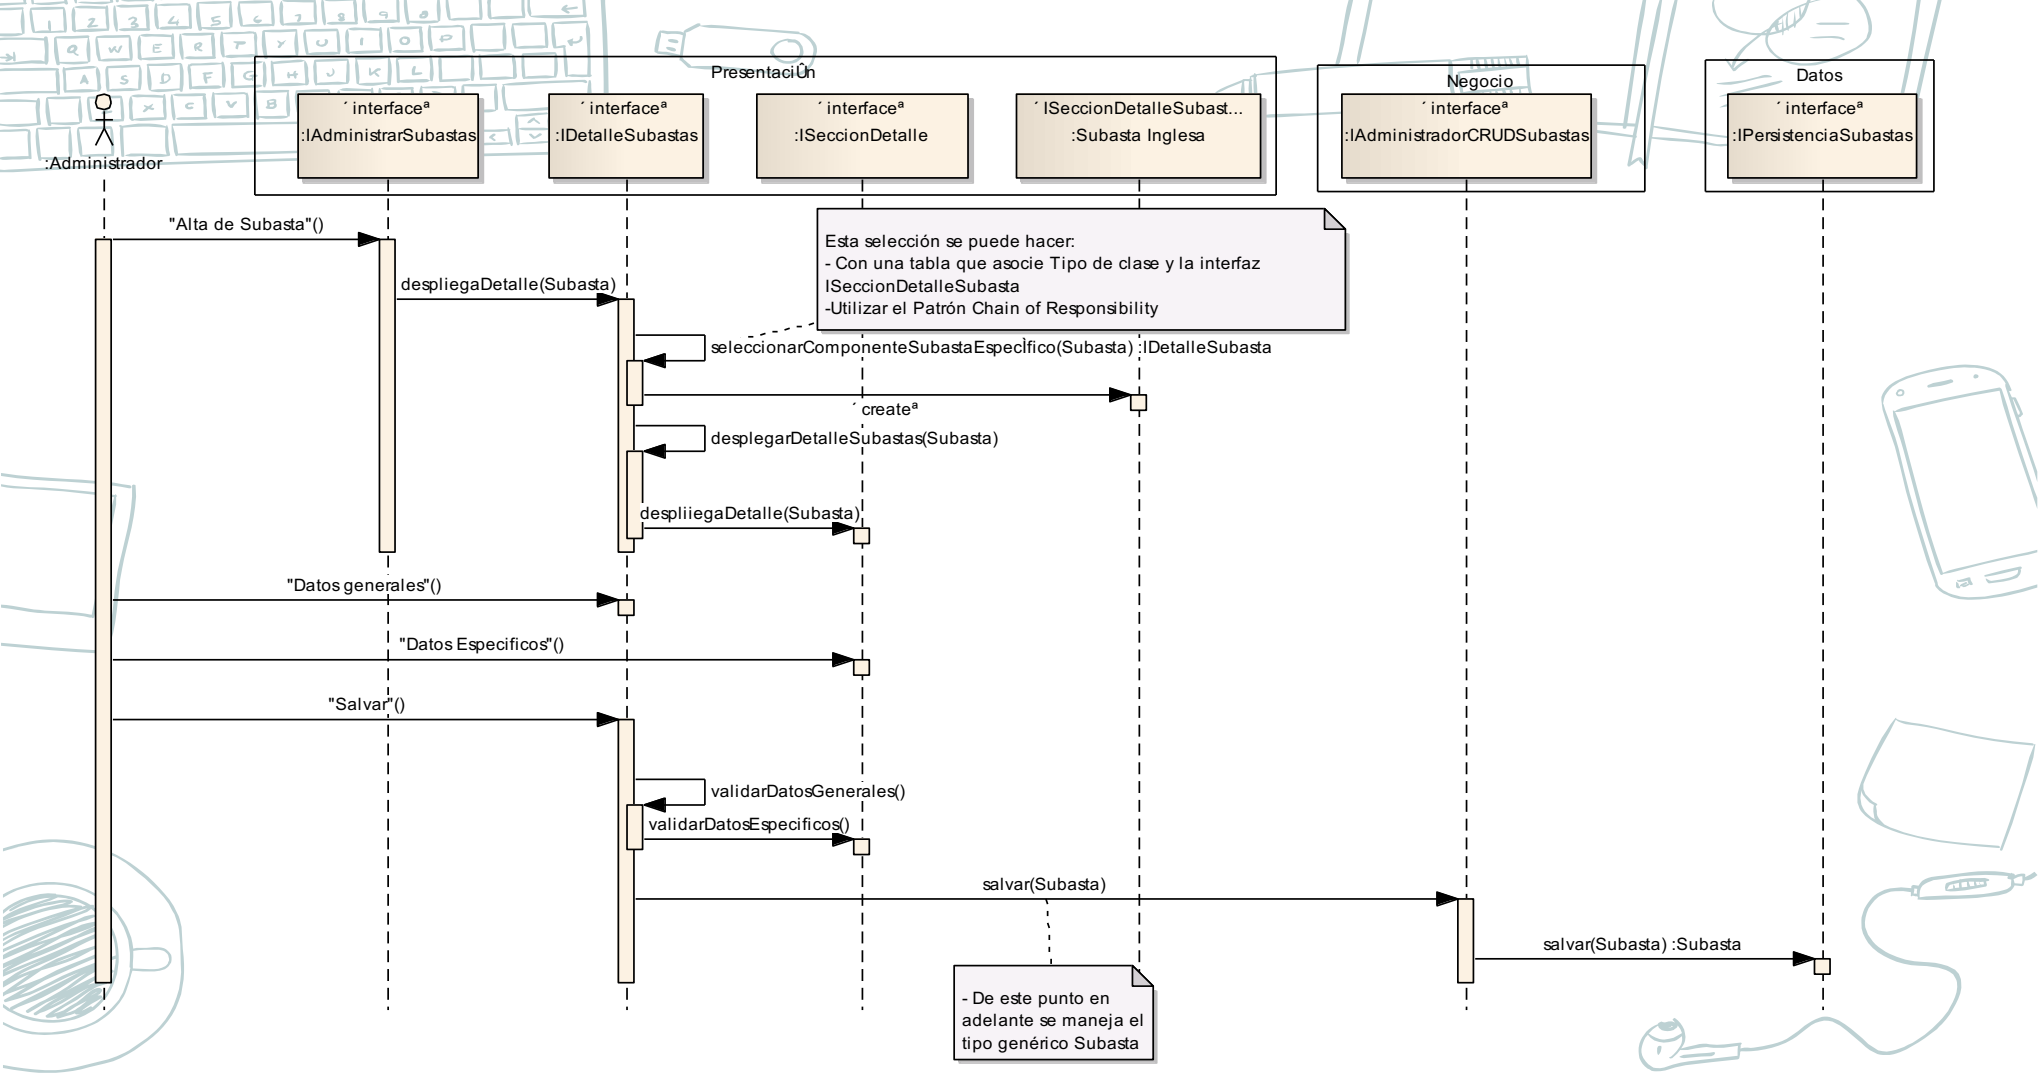 PresentaciÛn
Negocio
Datos
:Administrador
´interfaceª
:IAdministrarSubastas
´interfaceª
:IDetalleSubastas
´interfaceª
:ISeccionDetalle
´ISeccionDetalleSubast...
:Subasta Inglesa
´interfaceª
:IAdministradorCRUDSubastas
´interfaceª
:IPersistenciaSubastas
"Alta de Subasta"()
Esta selección se puede hacer:
- Con una tabla que asocie Tipo de clase y la interfaz
ISeccionDetalleSubasta
-Utilizar el Patrón Chain of Responsibility
despliegaDetalle(Subasta)
seleccionarComponenteSubastaEspecÌfico(Subasta) :IDetalleSubasta
´createª
desplegarDetalleSubastas(Subasta)
despliiegaDetalle(Subasta)
"Datos generales"()
"Datos Especificos"()
"Salvar"()
validarDatosGenerales()
validarDatosEspecificos()
salvar(Subasta)
salvar(Subasta) :Subasta
- De este punto en
adelante se maneja el
tipo genérico Subasta